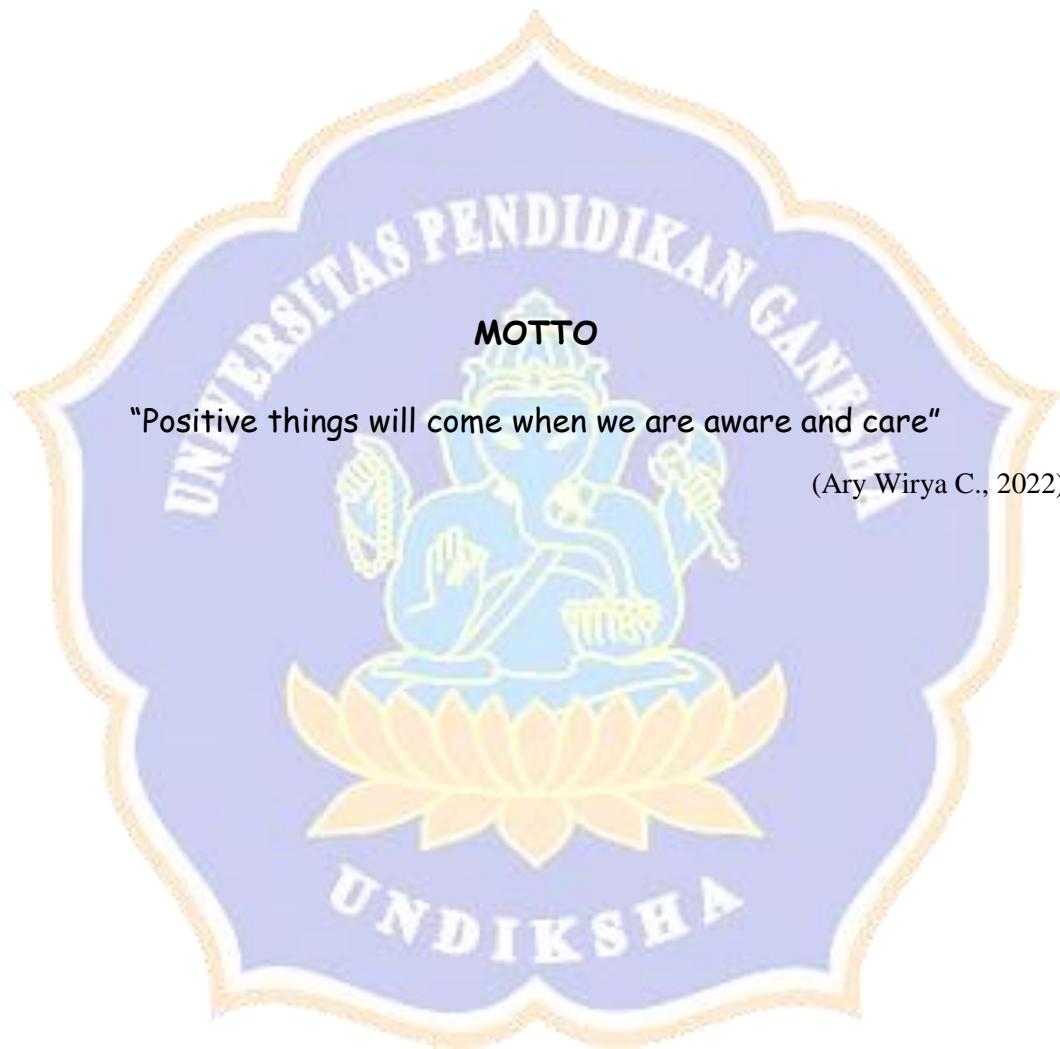 UNIVERSITAS PENDIDIKAN GANESHA
MOTTO
“Positive things will come when we are aware and care”
(Ary Wirya C., 2022)
UNDIKSHA